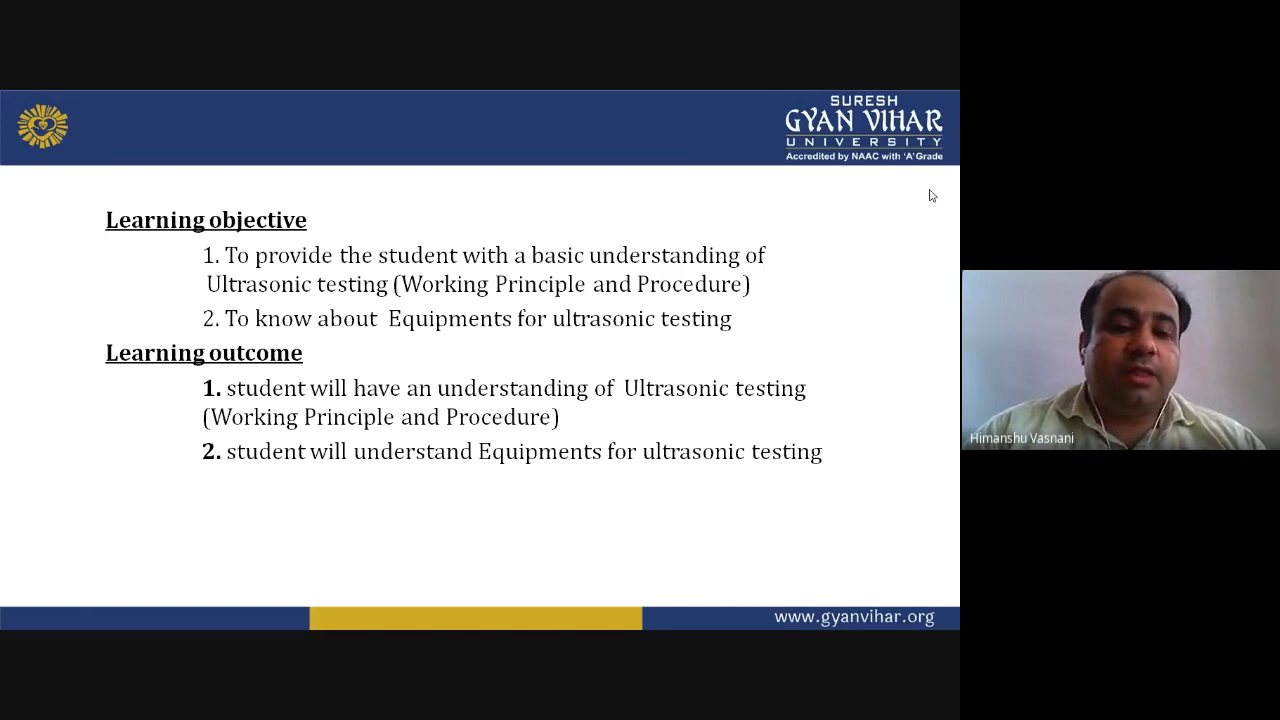 SURESH
GYAN VIHAR
UNIVERSITY
Accredited by NAAC with 'A' Grade
Learning objective
1. To provide the student with a basic understanding of
Ultrasonic testing (Working Principle and Procedure)
2. To know about Equipments for ultrasonic testing
Learning outcome
1. student will have an understanding of Ultrasonic testing
(Working Principle and Procedure)
2. student will understand Equipments for ultrasonic testing
Himanshu Vasnani
www.gyanvihar.org